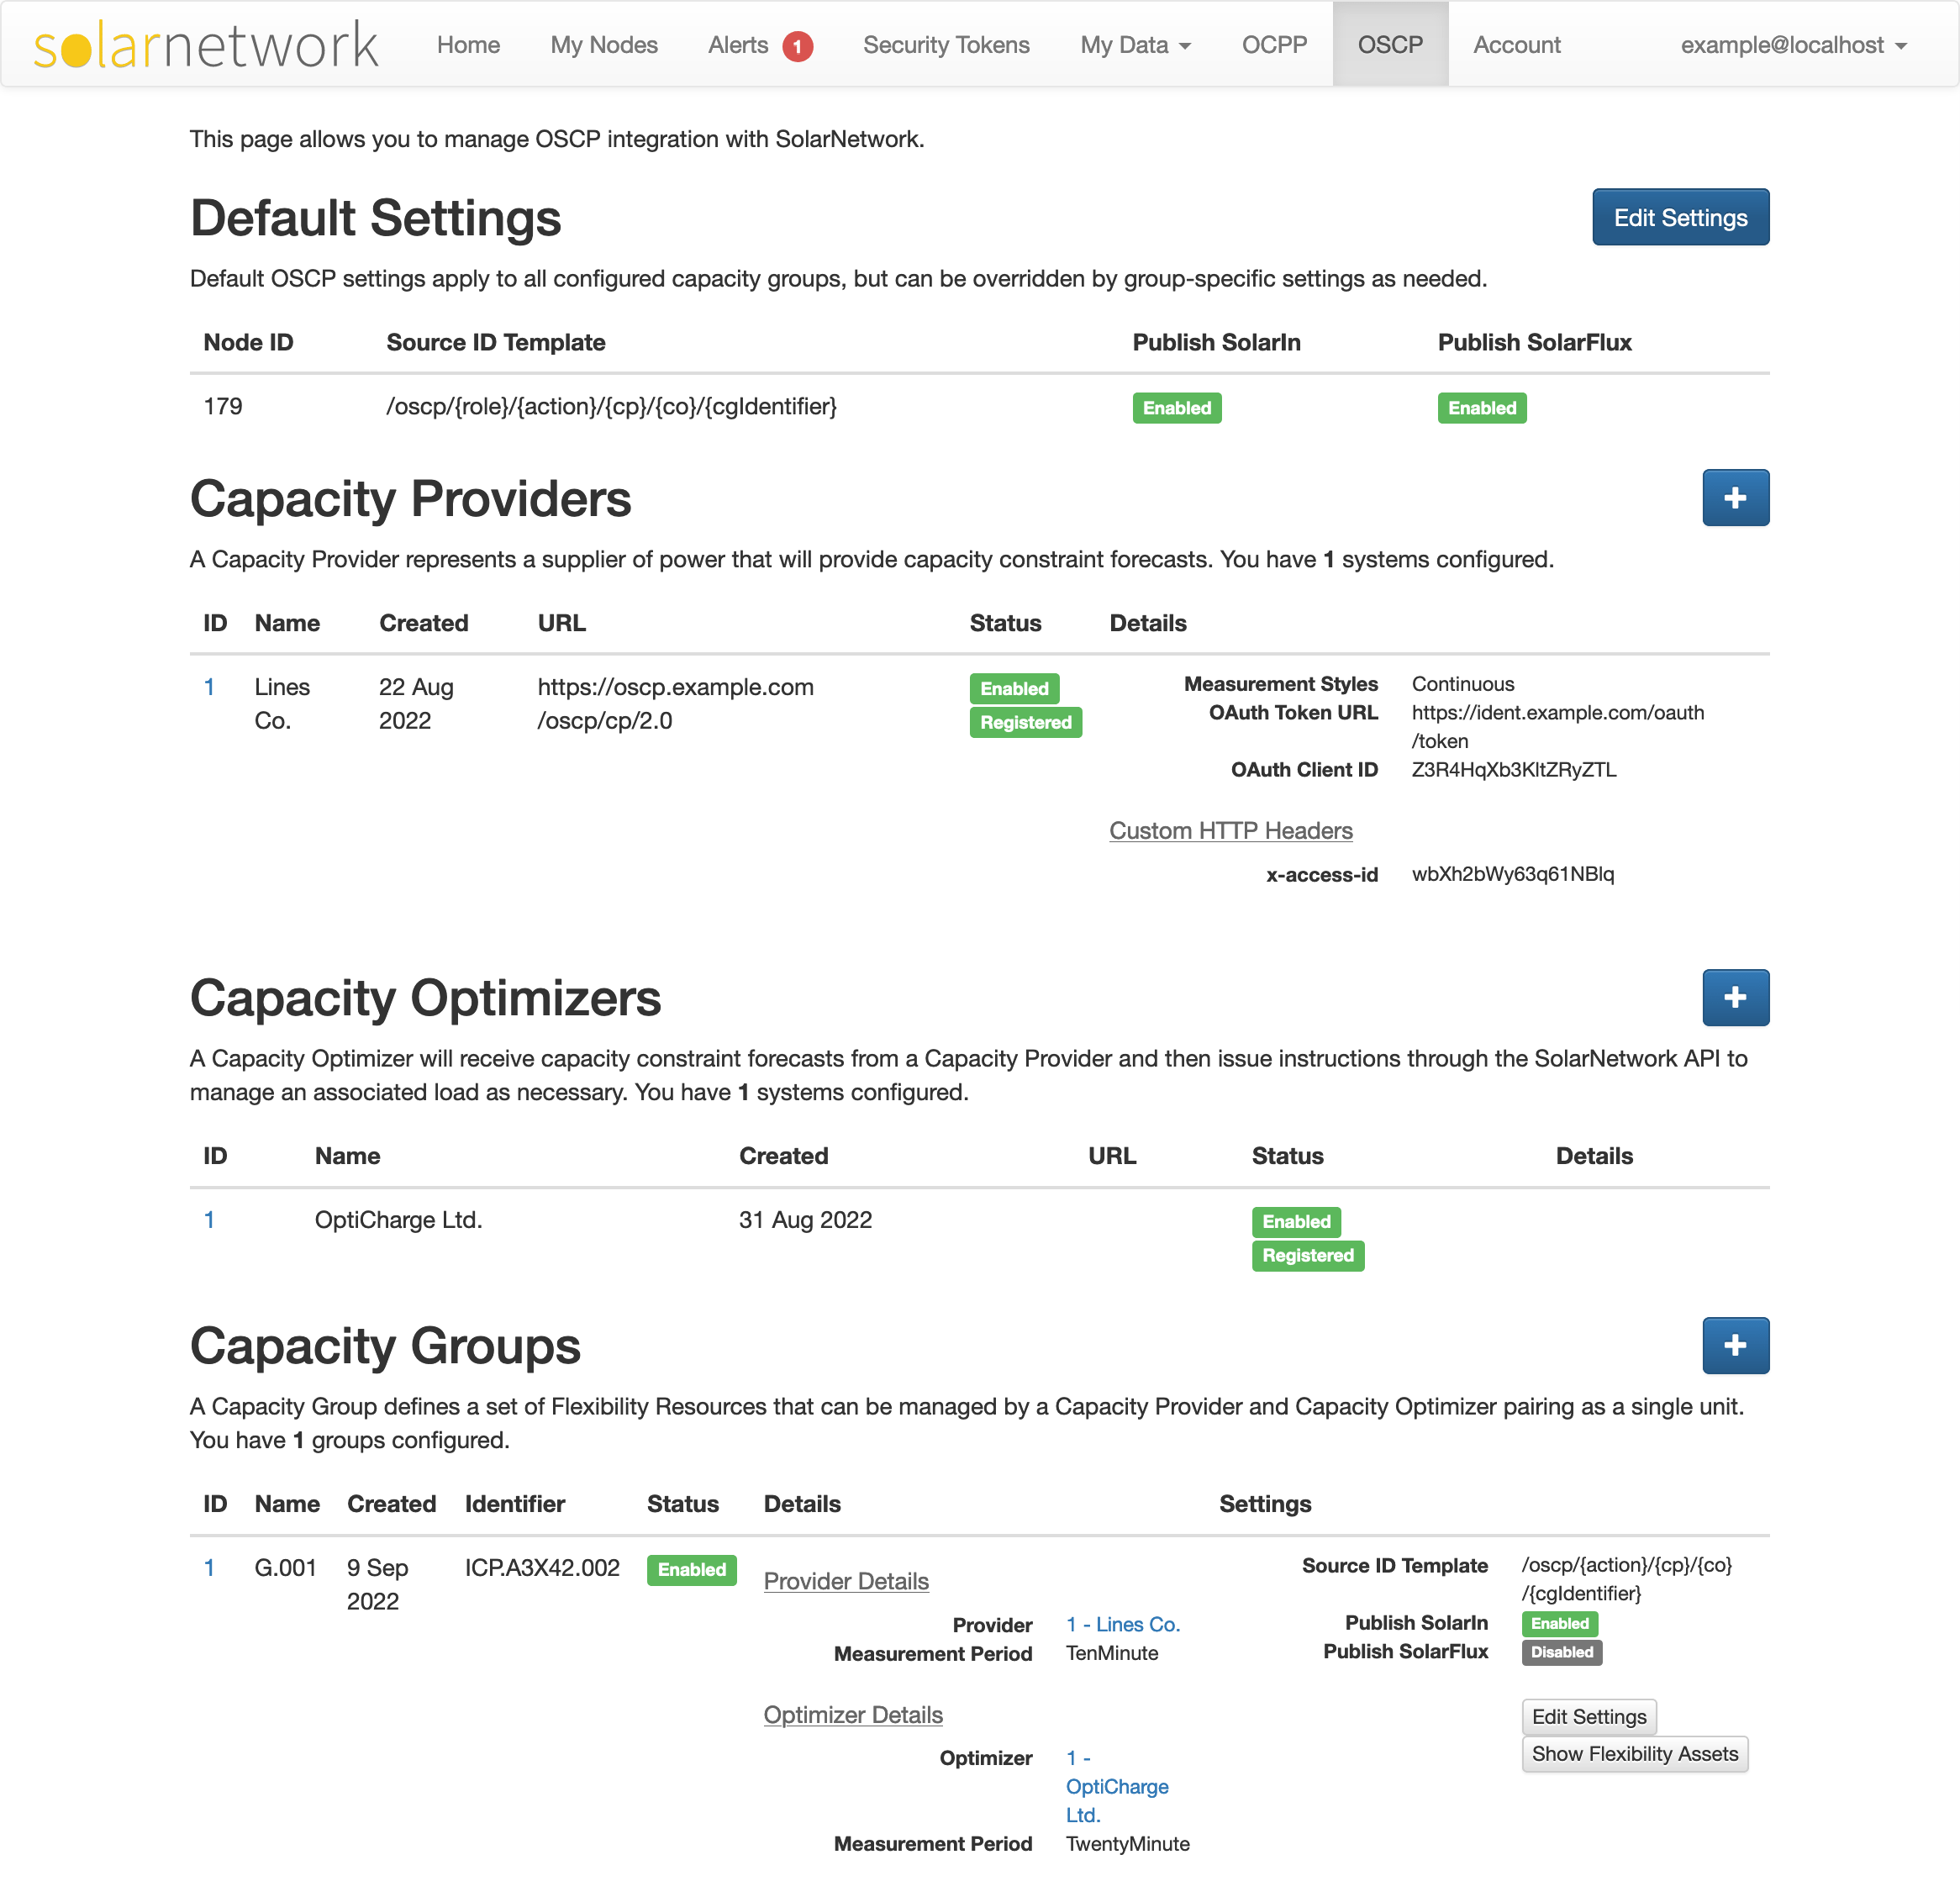 solarnetwork
Home My Nodes Alerts 1 Security Tokens My Data OCPP OSCP Account example@localhost
This page allows you to manage OSCP integration with SolarNetwork.
Default Settings
Edit Settings
Default OSCP settings apply to all configured capacity groups, but can be overridden by group-specific settings as needed.
Node ID Source ID Template Publish SolarIn Publish SolarFlux
179 /oscp/{role}/{action}/{cp}/{co}/{cgIdentifier} Enabled Enabled
Capacity Providers
+
A Capacity Provider represents a supplier of power that will provide capacity constraint forecasts. You have 1 systems configured.
ID Name Created URL Status Details
1 Lines 22 Aug https://oscp.example.com Enabled Measurement Styles Continuous
Co. 2022 /oscp/cp/2.0 Registered OAuth Token URL https://ident.example.com/oauth
/token
OAuth Client ID Z3R4HqXb3KltZRyZTL
Custom HTTP Headers
x-access-id wbXh2bWy63q61NBlq
Capacity Optimizers
+
A Capacity Optimizer will receive capacity constraint forecasts from a Capacity Provider and then issue instructions through the SolarNetwork API to
manage an associated load as necessary. You have 1 systems configured.
ID Name Created URL Status Details
1 OptiCharge Ltd. 31 Aug 2022 Enabled
Registered
Capacity Groups
+
A Capacity Group defines a set of Flexibility Resources that can be managed by a Capacity Provider and Capacity Optimizer pairing as a single unit.
You have 1 groups configured.
ID Name Created Identifier Status Details Settings
1 G.001 9 Sep ICP.A3X42.002 Enabled Provider Details Source ID Template /oscp/{action}/{cp}/{co}
2022 /{cgIdentifier}
Provider 1 - Lines Co. Publish SolarIn Enabled
Measurement Period TenMinute Publish SolarFlux Disabled
Optimizer Details Edit Settings
Optimizer 1 - Show Flexibility Assets
OptiCharge
Ltd.
Measurement Period TwentyMinute